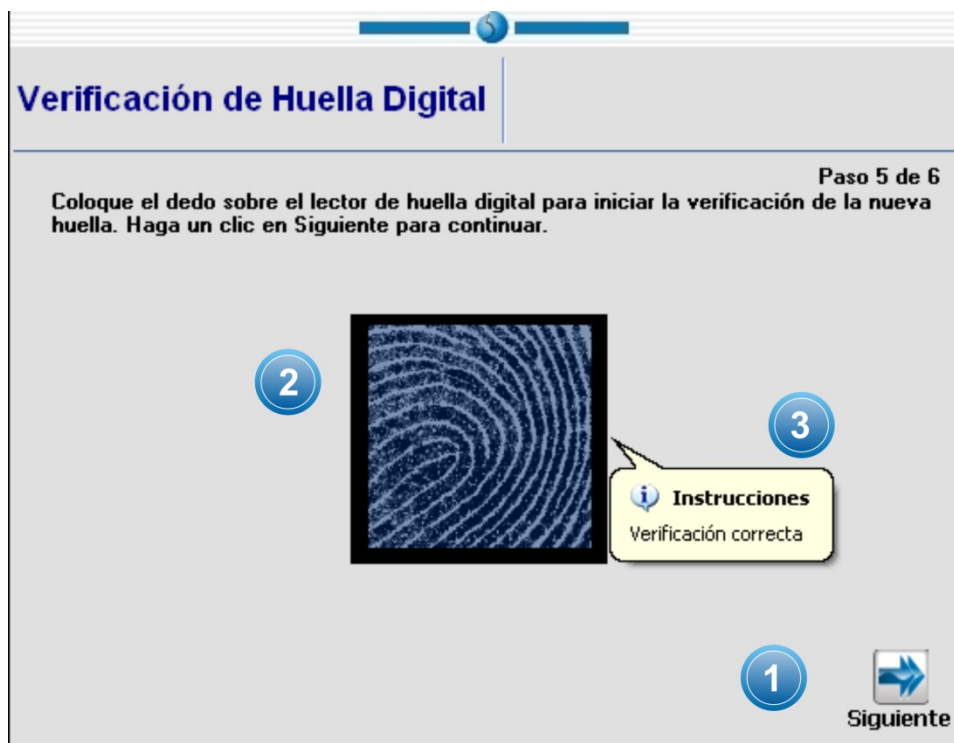 Verificación de Huella Digital
Paso 5 de 6
Coloque el dedo sobre el lector de huella digital para iniciar la verificación de la nueva
huella. Haga un clic en Siguiente para continuar.
2
3
Instrucciones
Verificación correcta
1
Siguiente